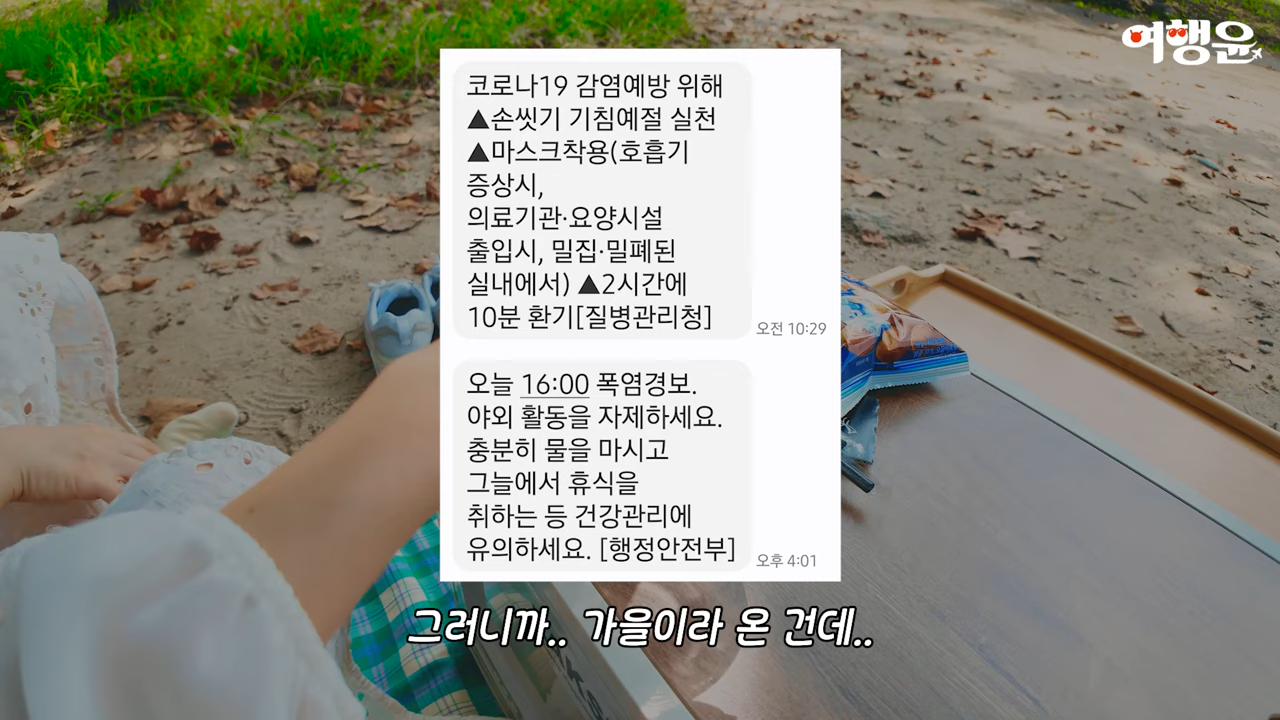 여행윤
코로나19 감염예방 위해
▲손씻기 기침예절 실천
▲마스크착용(호흡기
증상시,
의료기관·요양시설
출입시, 밀집·밀폐된
실내에서) ▲2시간에
10분 환기[질병관리청]
오전 10:29
오늘 16:00 폭염경보.
야외 활동을 자제하세요.
충분히 물을 마시고
그늘에서 휴식을
취하는 등 건강관리에
유의하세요. [행정안전부]
오후 4:01
그러니까.. 가을이라 온 건데..